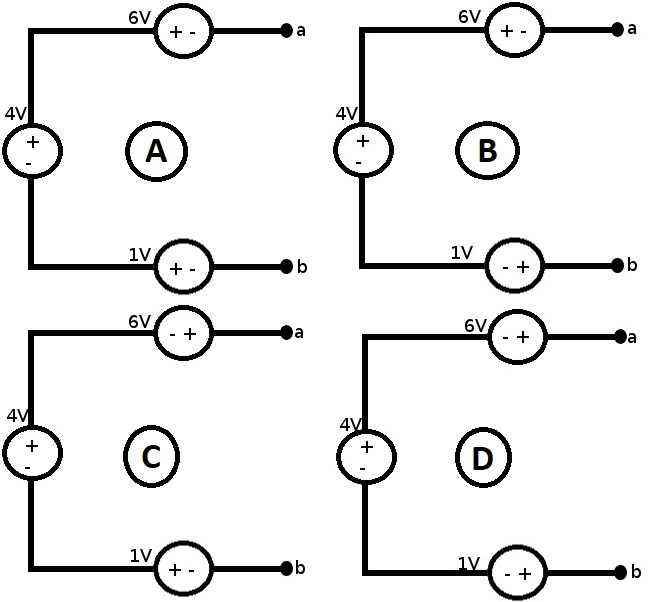 6V
+ -
a
4V
+
-
A
1V
+ -
b
6V
+ -
a
4V
+
-
B
1V
- +
b
6V
- +
a
4V
+
-
C
1V
+ -
b
6V
- +
a
4V
+
-
D
1V
- +
b